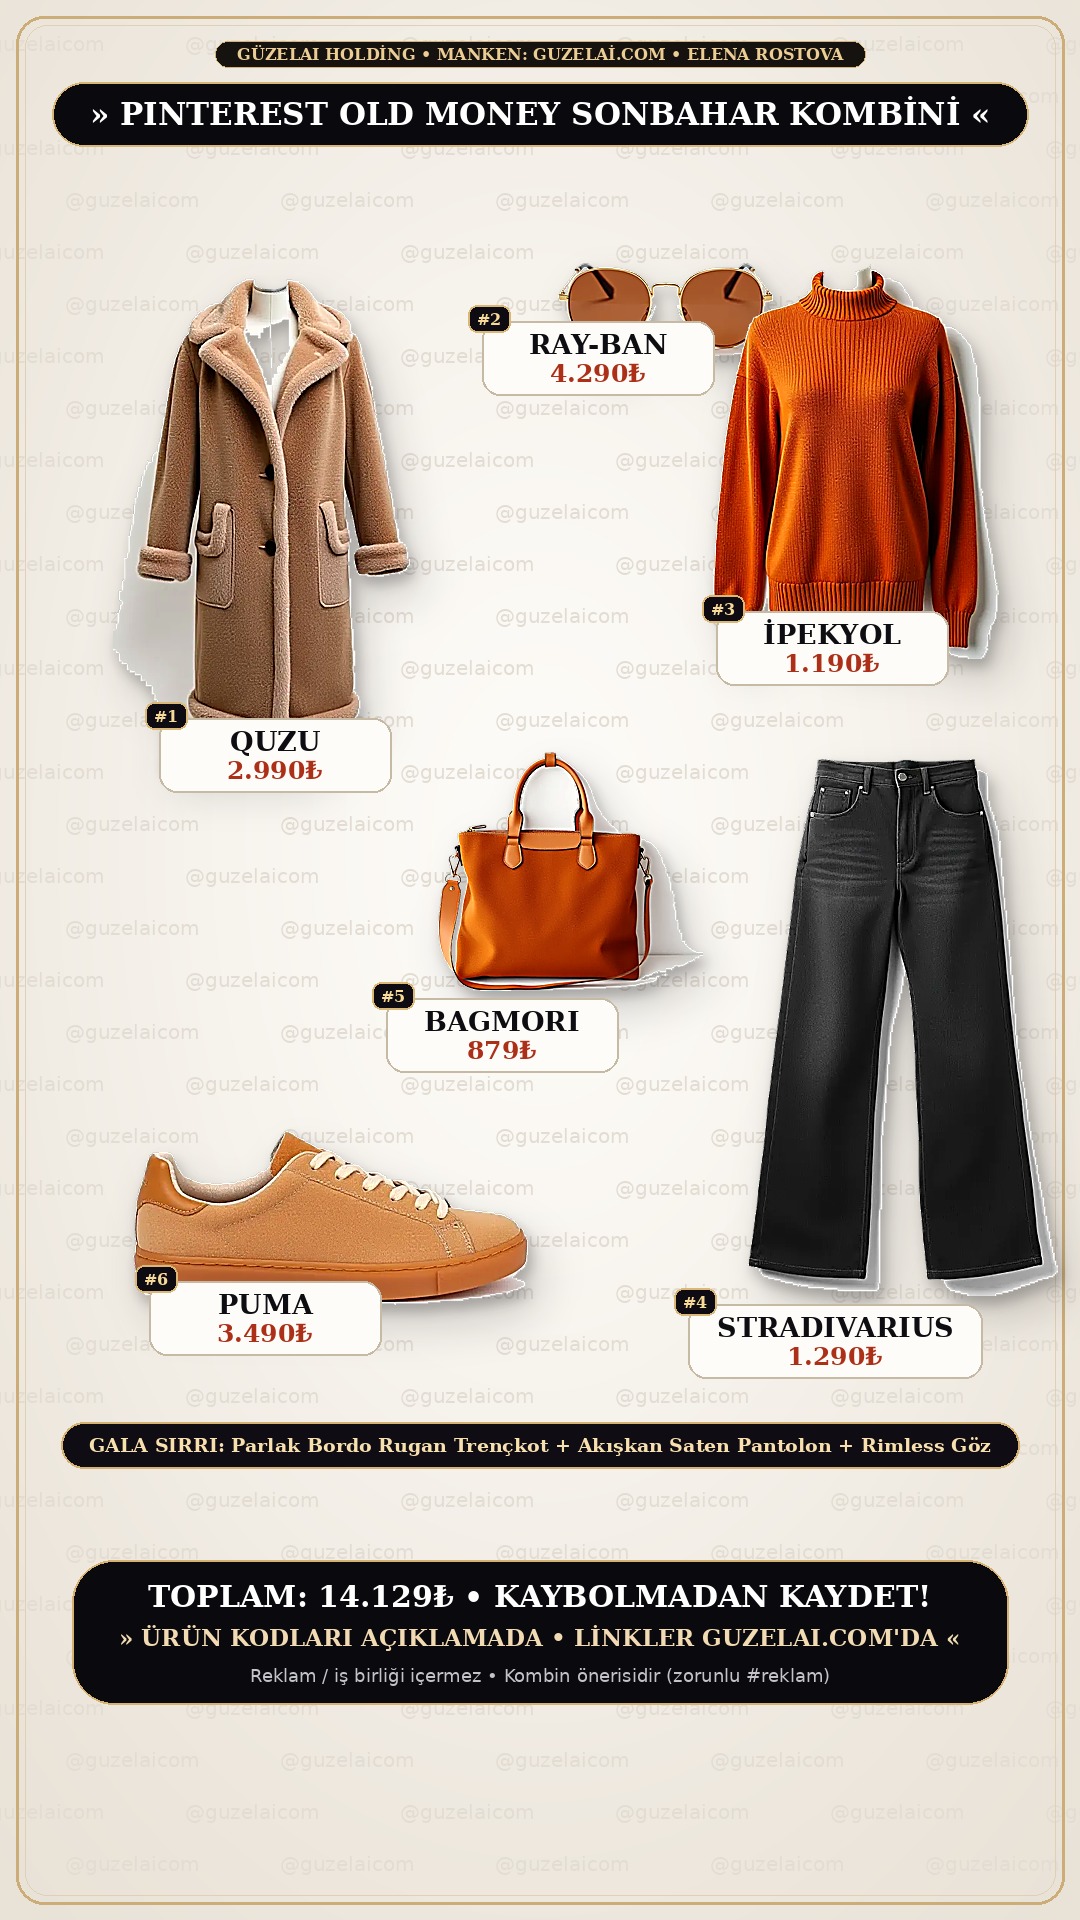 GÜZELAI HOLDİNG • MANKEN: GUZELAİ.COM • ELENA ROSTOVA
» PINTEREST OLD MONEY SONBAHAR KOMBİNİ «
#2
RAY-BAN
4.290₺
#3
İPEKYOL
1.190₺
#1
QUZU
2.990₺
#5
BAGMORI
879₺
#6
PUMA
3.490₺
#4
STRADIVARIUS
1.290₺
GALA SIRRI: Parlak Bordo Rugan Trençkot + Akışkan Saten Pantolon + Rimless Göz
TOPLAM: 14.129₺ • KAYBOLMADAN KAYDET!
» ÜRÜN KODLARI AÇIKLAMADA • LİNKLER GUZELAI.COM'DA «
Reklam / iş birliği içermez • Kombin önerisidir (zorunlu #reklam)
@guzelaicom